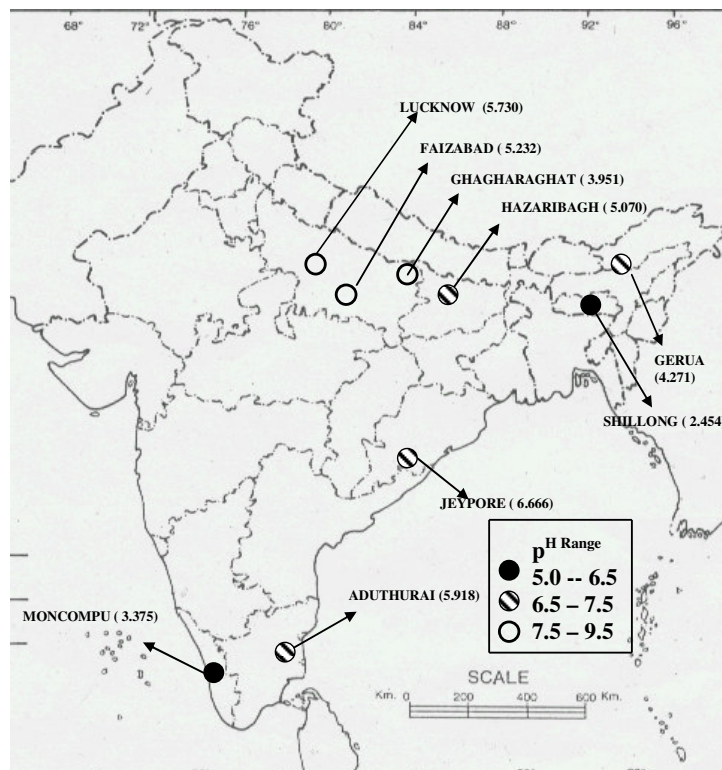 68° 72° 76° 80° 84° 88° 92° 96°
LUCKNOW (5.730)
FAIZABAD ( 5.232)
GHAGHARAGHAT ( 3.951)
HAZARIBAGH ( 5.070)
GERUA
(4.271)
SHILLONG ( 2.454
JEYPORE ( 6.666)
pH Range
5.0 -- 6.5
6.5 – 7.5
7.5 – 9.5
ADUTHURAI (5.918)
MONCOMPU ( 3.375)
SCALE
Km. 0 200 400 600 Km.